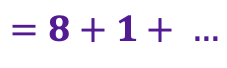 = 8 + 1 + ...